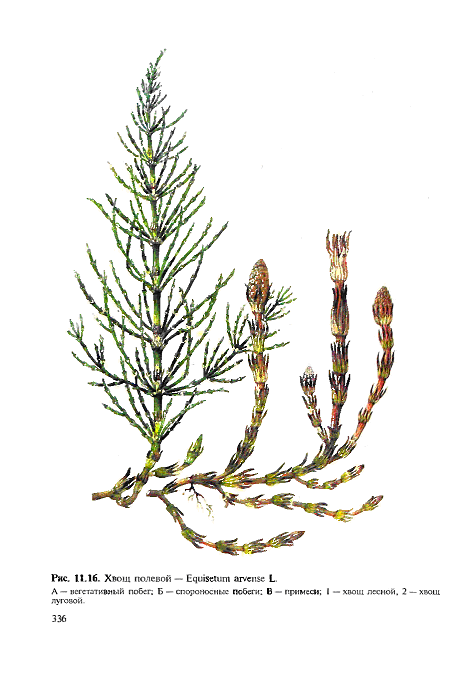 Рис. 11.16. Хвощ полевой — Equisetum arvense L.
А — вегетативный побег; Б — спороносные побеги; В — примеси; 1 — хвощ лесной, 2 — хвощ
луговой.
336